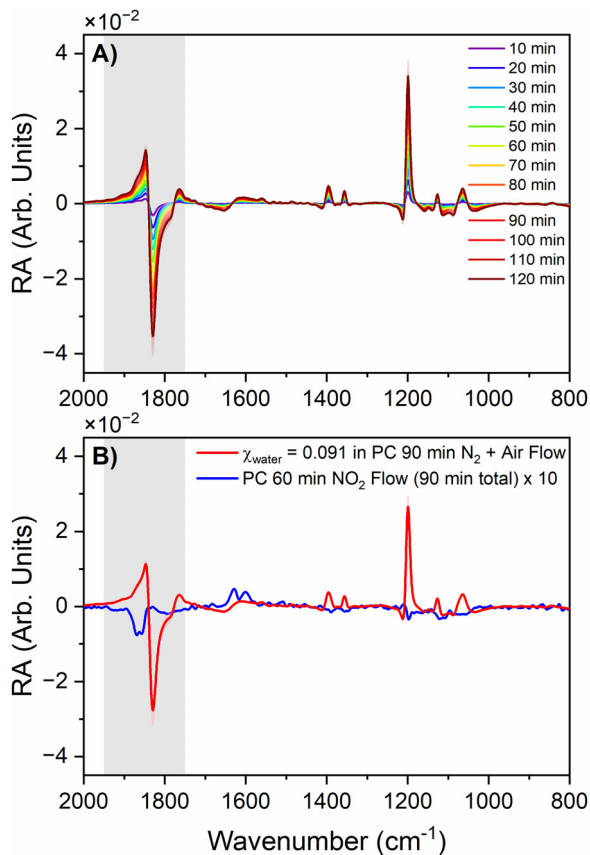 ×10⁻²
A)
4
2
0
−2
−4
RA (Arb. Units)
10 min
20 min
30 min
40 min
50 min
60 min
70 min
80 min
90 min
100 min
110 min
120 min
2000 1800 1600 1400 1200 1000 800
×10⁻²
B)
4
2
0
−2
−4
RA (Arb. Units)
χwater = 0.091 in PC 90 min N₂ + Air Flow
PC 60 min NO₂ Flow (90 min total) x 10
2000 1800 1600 1400 1200 1000 800
Wavenumber (cm⁻¹)